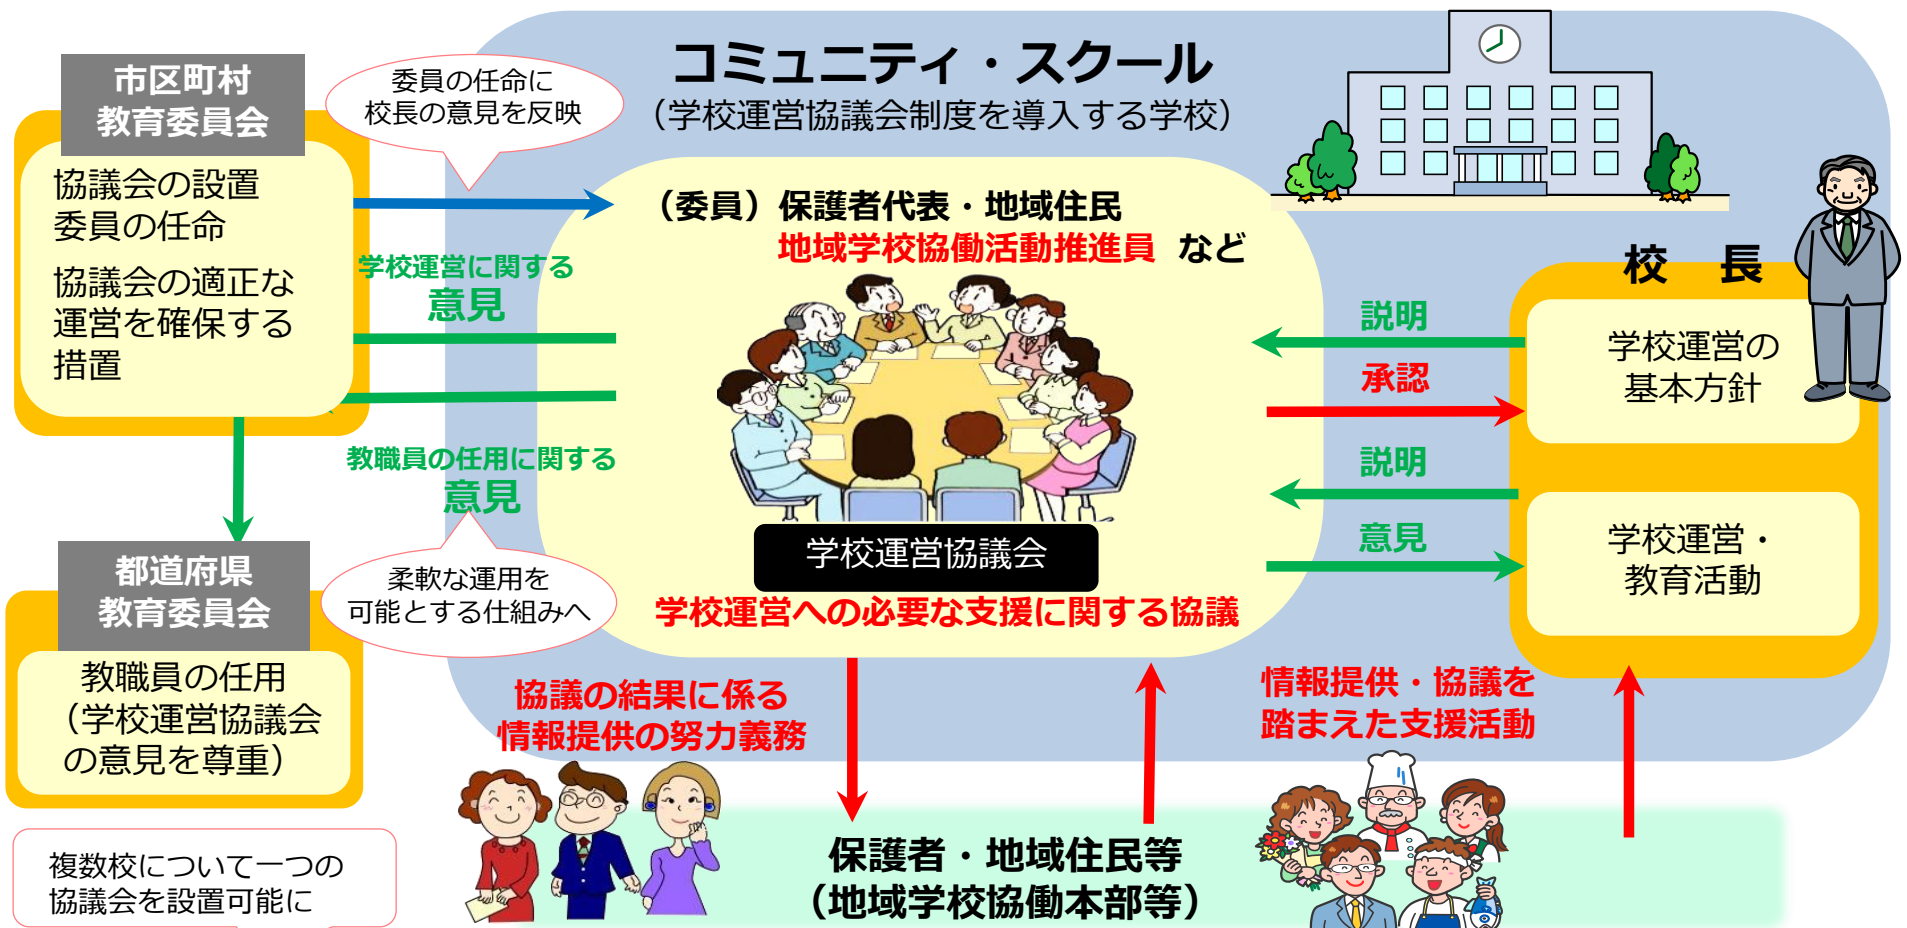 コミュニティ・スクール
（学校運営協議会制度を導入する学校）
市区町村
教育委員会
協議会の設置
委員の任命
協議会の適正な
運営を確保する
措置
委員の任命に
校長の意見を反映
（委員）保護者代表・地域住民
地域学校協働活動推進員 など
学校運営に関する
意見
教職員の任用に関する
意見
柔軟な運用を
可能とする仕組みへ
学校運営協議会
学校運営への必要な支援に関する協議
校 長
説明
承認
学校運営の
基本方針
説明
意見
学校運営・
教育活動
都道府県
教育委員会
教職員の任用
（学校運営協議会
の意見を尊重）
協議の結果に係る
情報提供の努力義務
情報提供・協議を
踏まえた支援活動
複数校について一つの
協議会を設置可能に
保護者・地域住民等
（地域学校協働本部等）